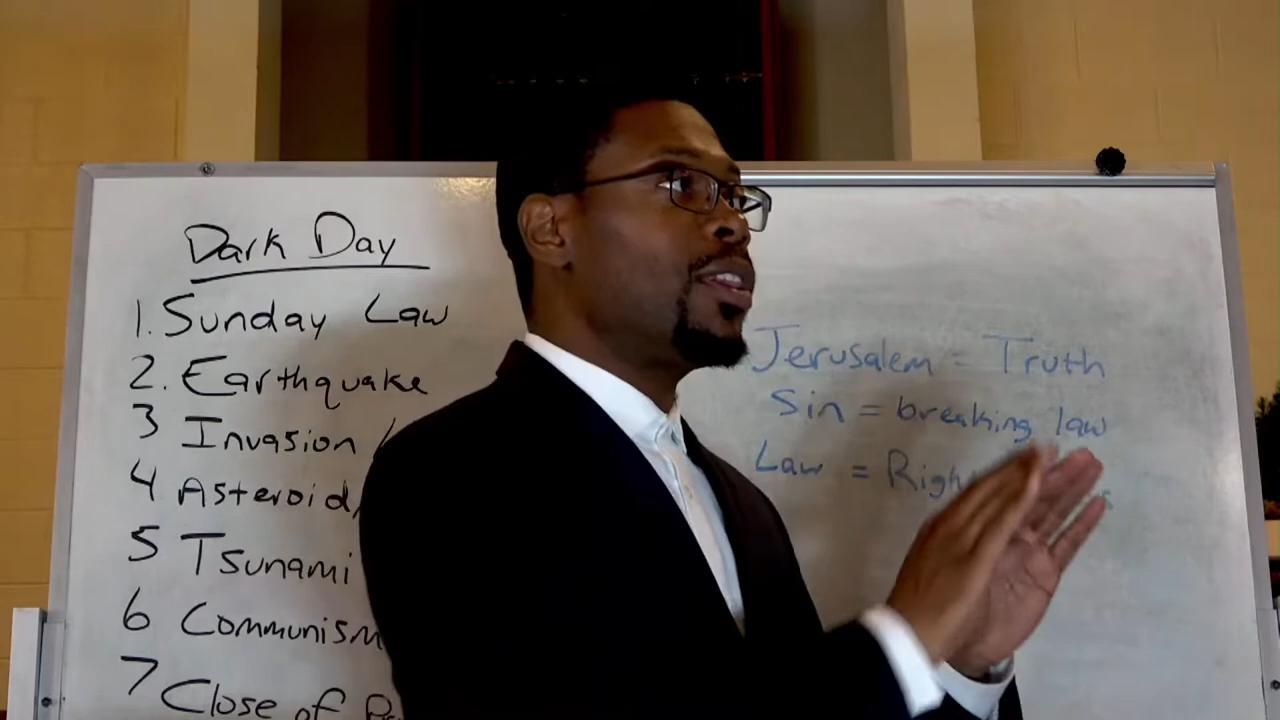 Dark Day
1. Sunday Law
2. Earthquake
3 Invasion /
4 Asteroid,
5 Tsunami
6 Communism
7 Close of
Jerusalem = Truth
Sin = breaking law
Law =